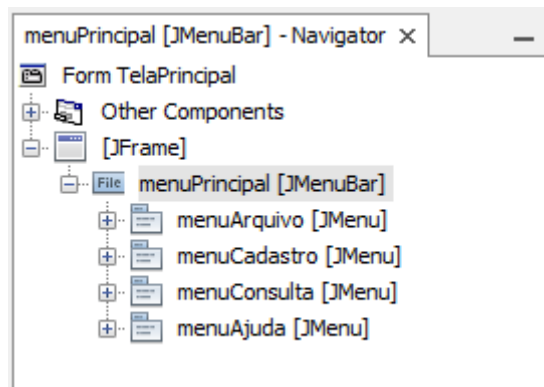 menuPrincipal [JMenuBar] - Navigator
Form TelaPrincipal
Other Components
[JFrame]
File menuPrincipal [JMenuBar]
menuArquivo [JMenu]
menuCadastro [JMenu]
menuConsulta [JMenu]
menuAjuda [JMenu]